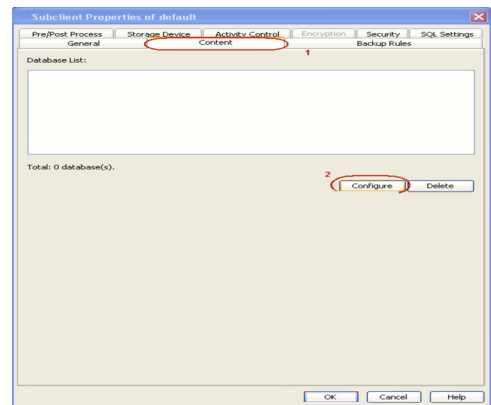 Subclient Properties of default
Pre/Post Process Storage Device Activity Control Encryption Security SQL Settings
General Content Backup Rules
1
Database List:
Total: 0 database(s).
2
Configure Delete
OK Cancel Help